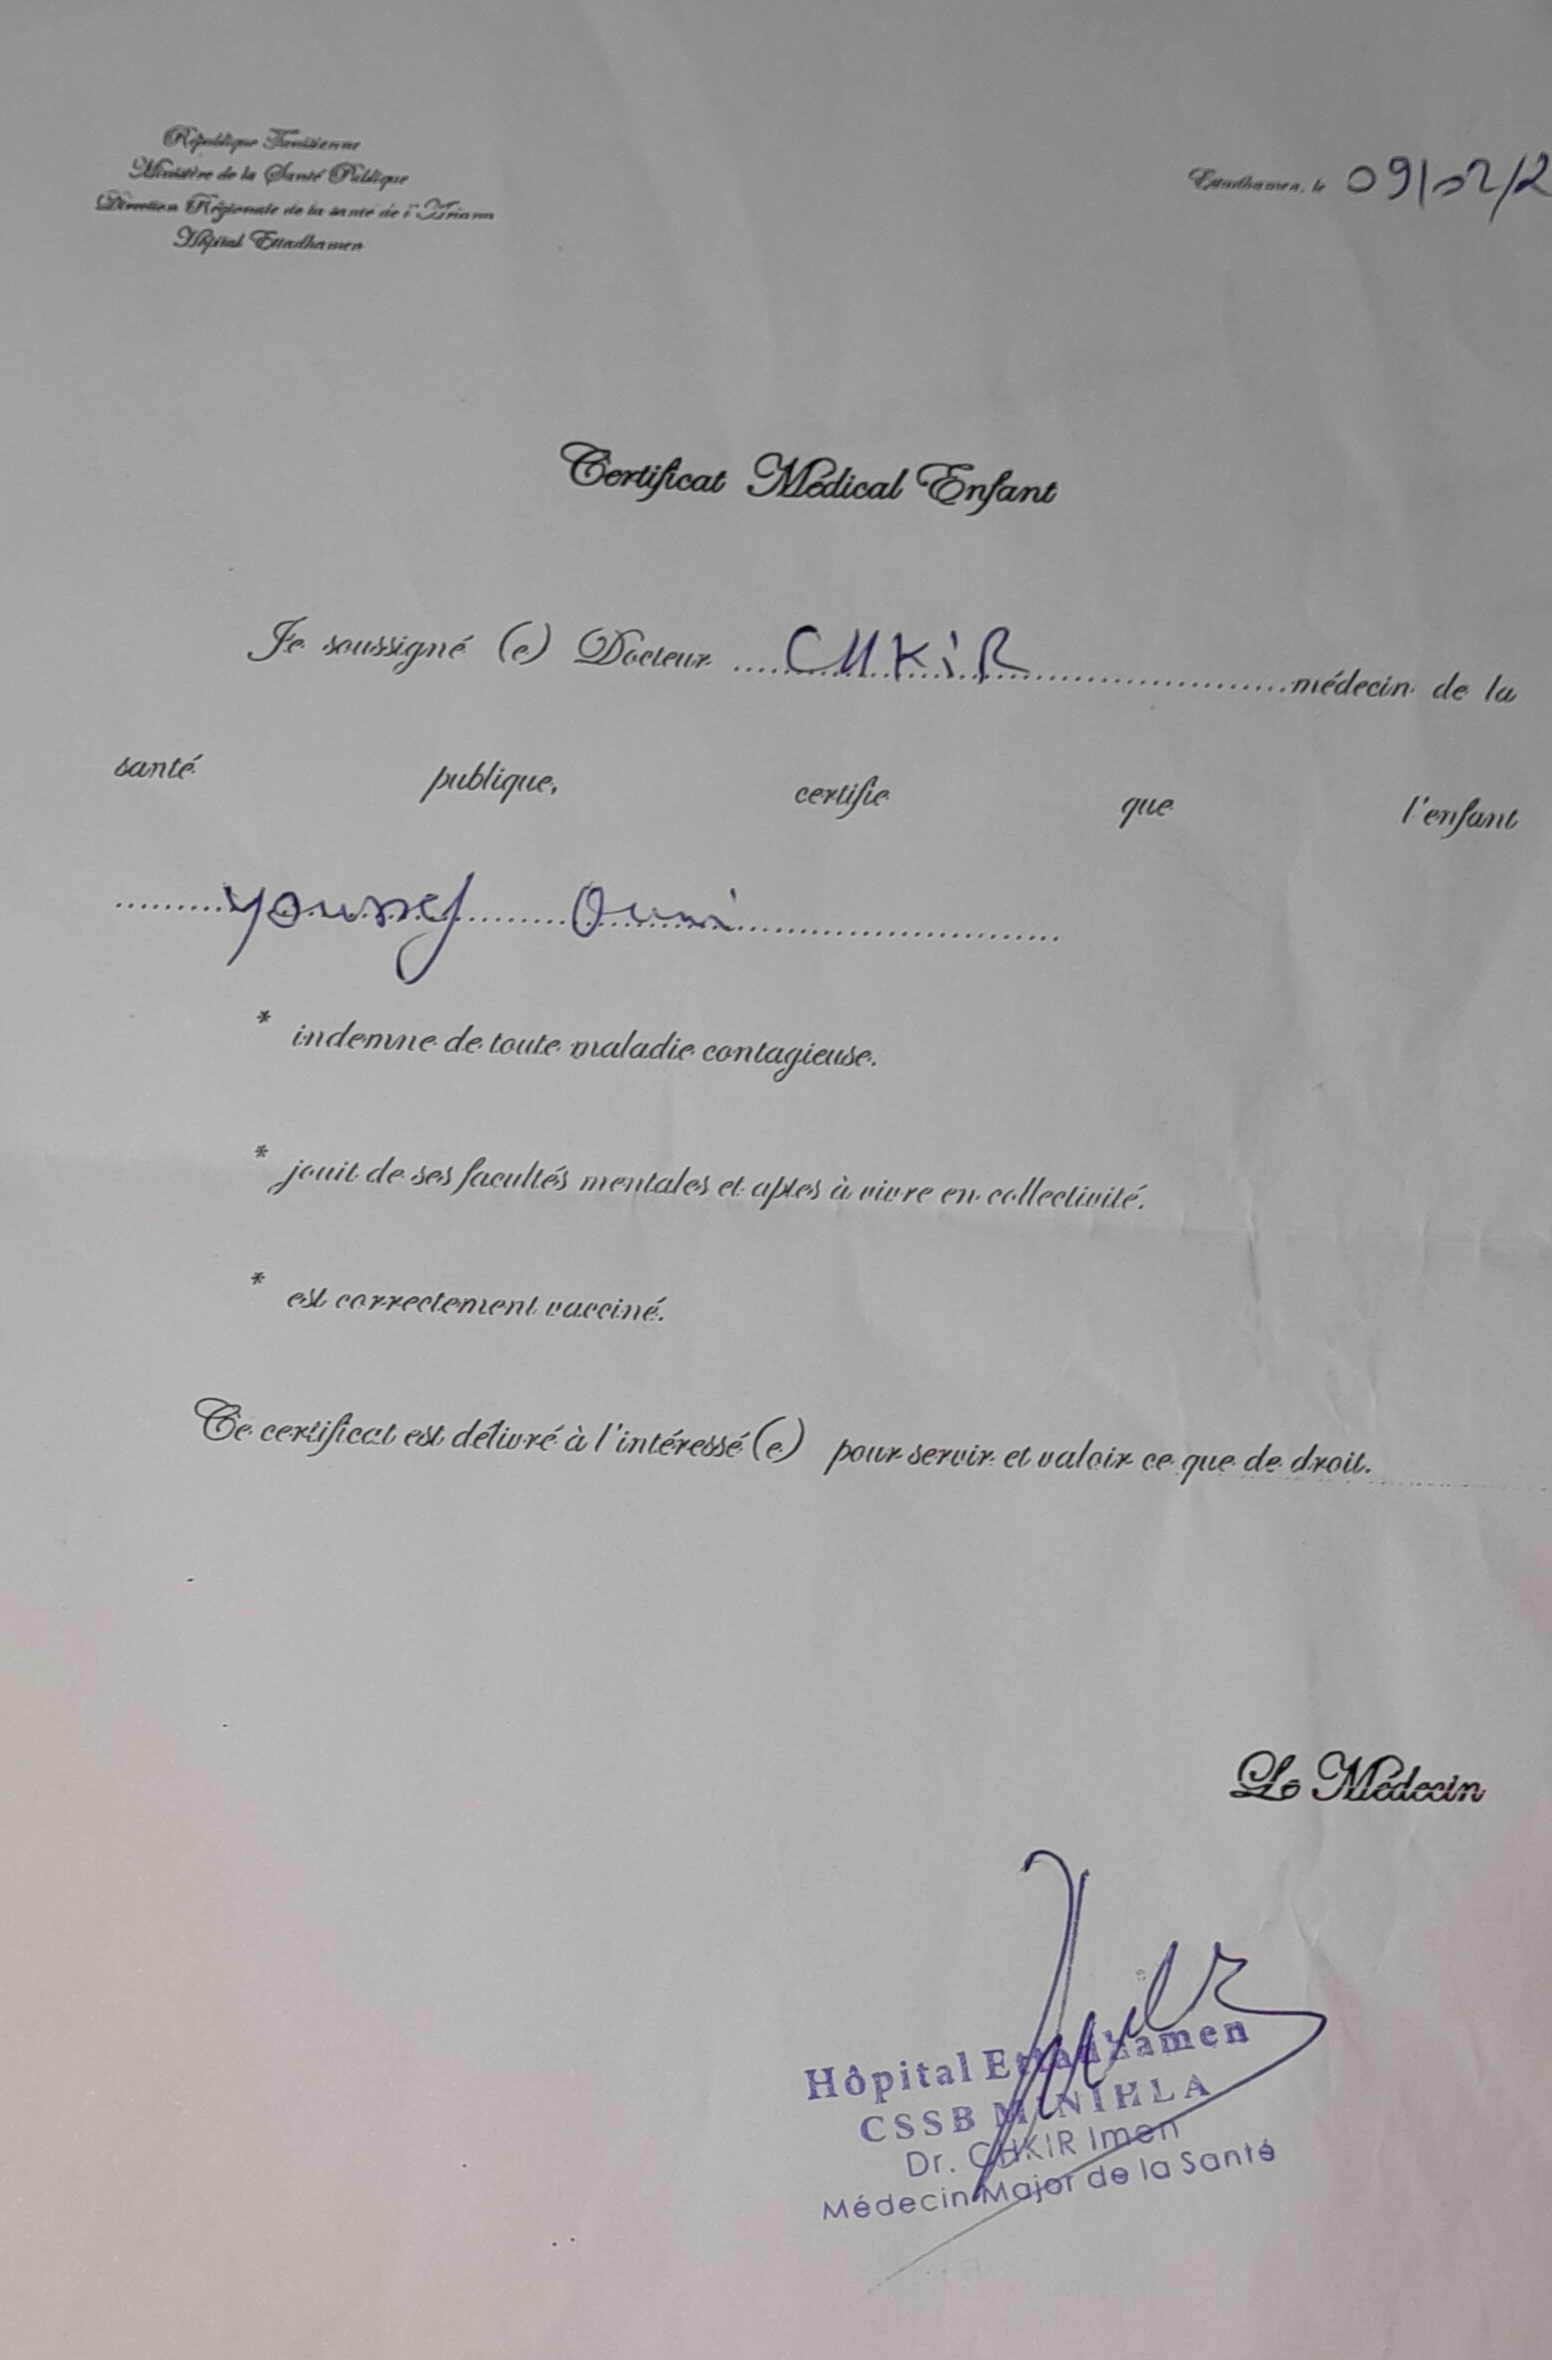 République Tunisienne
Ministère de la Santé Publique
Direction Régionale de la santé de l'Ariana
Hôpital Ettadhamen
Ettadhamen, le 09/02/2
Certificat Médical Enfant
Je soussigné (e) Docteur ....CHKIR....médecin de la
santé publique, certifie que l'enfant
.........Youssef.......Ouni.........
* indemne de toute maladie contagieuse.
* jouit de ses facultés mentales et aptes à vivre en collectivité.
* est correctement vacciné.
Ce certificat est délivré à l'intéressé (e) pour servir et valoir ce que de droit.
Le Médecin
Hôpital Ettadhamen
CSSB MNIHLA
Dr. CHKIR Imen
Médecin Major de la Santé